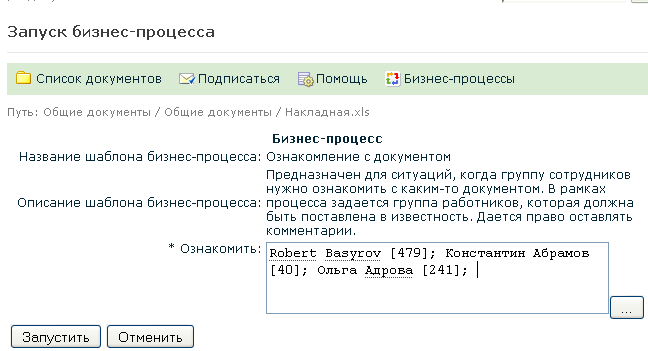 Запуск бизнес-процесса
Список документов Подписаться Помощь Бизнес-процессы
Путь: Общие документы / Общие документы / Накладная.xls
Бизнес-процесс
Название шаблона бизнес-процесса: Ознакомление с документом
Описание шаблона бизнес-процесса: Предназначен для ситуаций, когда группу сотрудников
нужно ознакомить с каким-то документом. В рамках
процесса задается группа работников, которая должна
быть поставлена в известность. Дается право оставлять
комментарии.
* Ознакомить: Robert Basyrov [479]; Константин Абрамов
[40]; Ольга Адрова [241];
...
Запустить Отменить